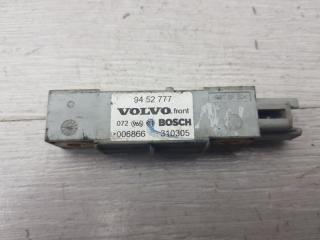 94 52 777
VOLVO front
072 BOSCH
*006866 310305